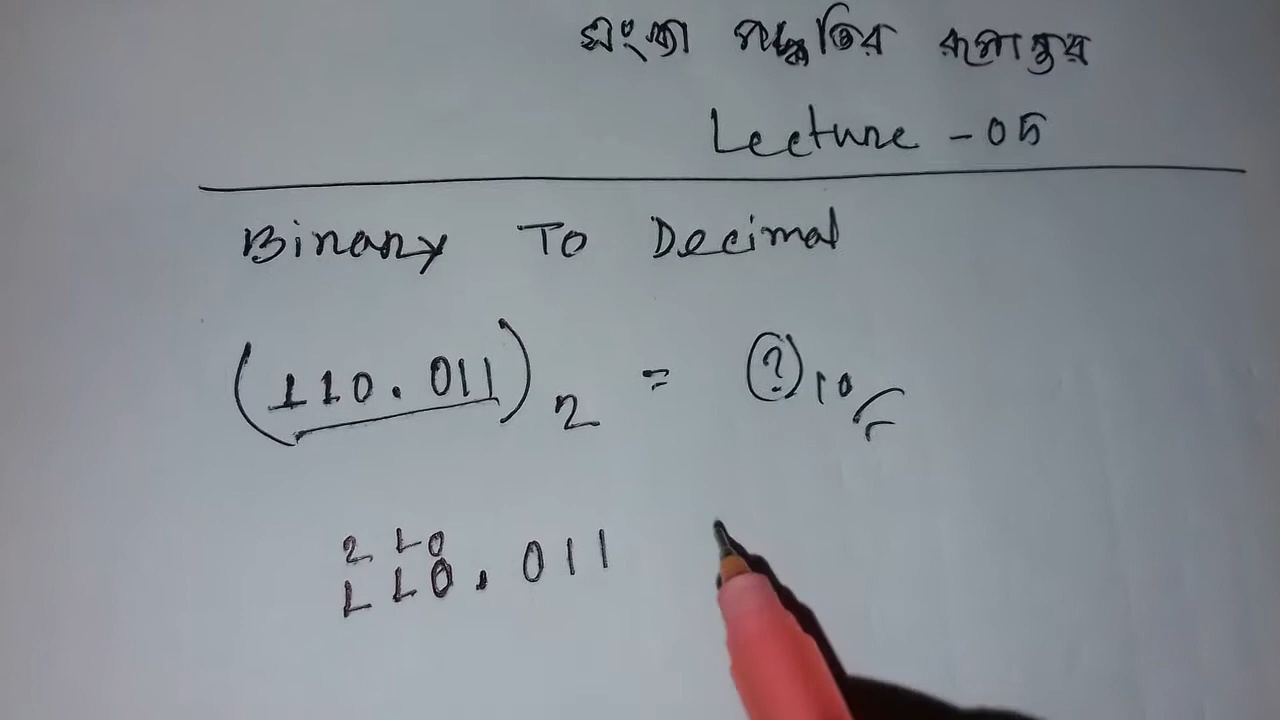 সংখ্যা পদ্ধতির রূপান্তর
Lecture - 05
Binary To Decimal
(110.011)2 = (?)10
2 1 0
110.011